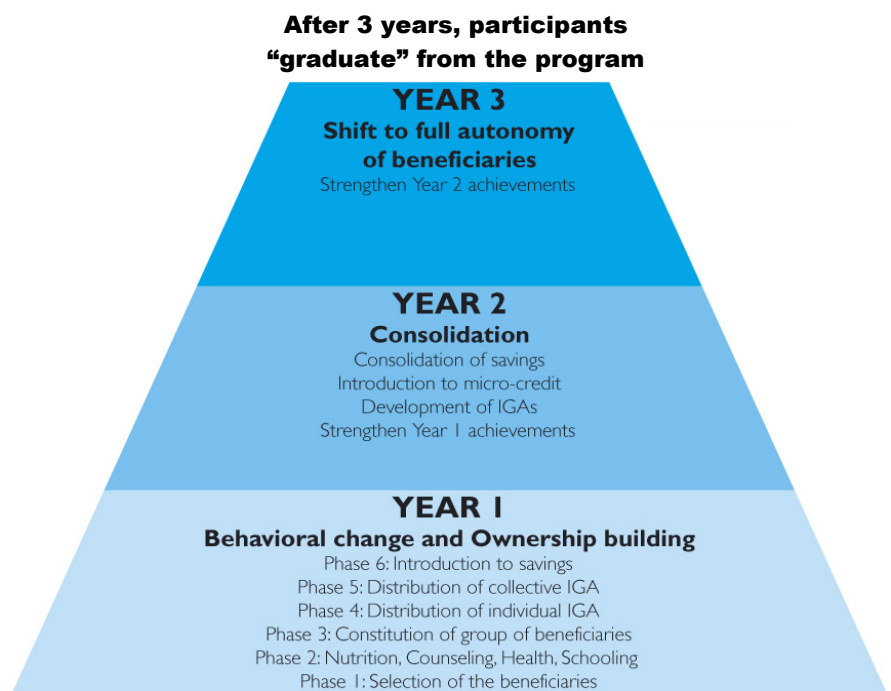 After 3 years, participants
“graduate” from the program
YEAR 3
Shift to full autonomy
of beneficiaries
Strengthen Year 2 achievements
YEAR 2
Consolidation
Consolidation of savings
Introduction to micro-credit
Development of IGAs
Strengthen Year 1 achievements
YEAR 1
Behavioral change and Ownership building
Phase 6: Introduction to savings
Phase 5: Distribution of collective IGA
Phase 4: Distribution of individual IGA
Phase 3: Constitution of group of beneficiaries
Phase 2: Nutrition, Counseling, Health, Schooling
Phase 1: Selection of the beneficiaries